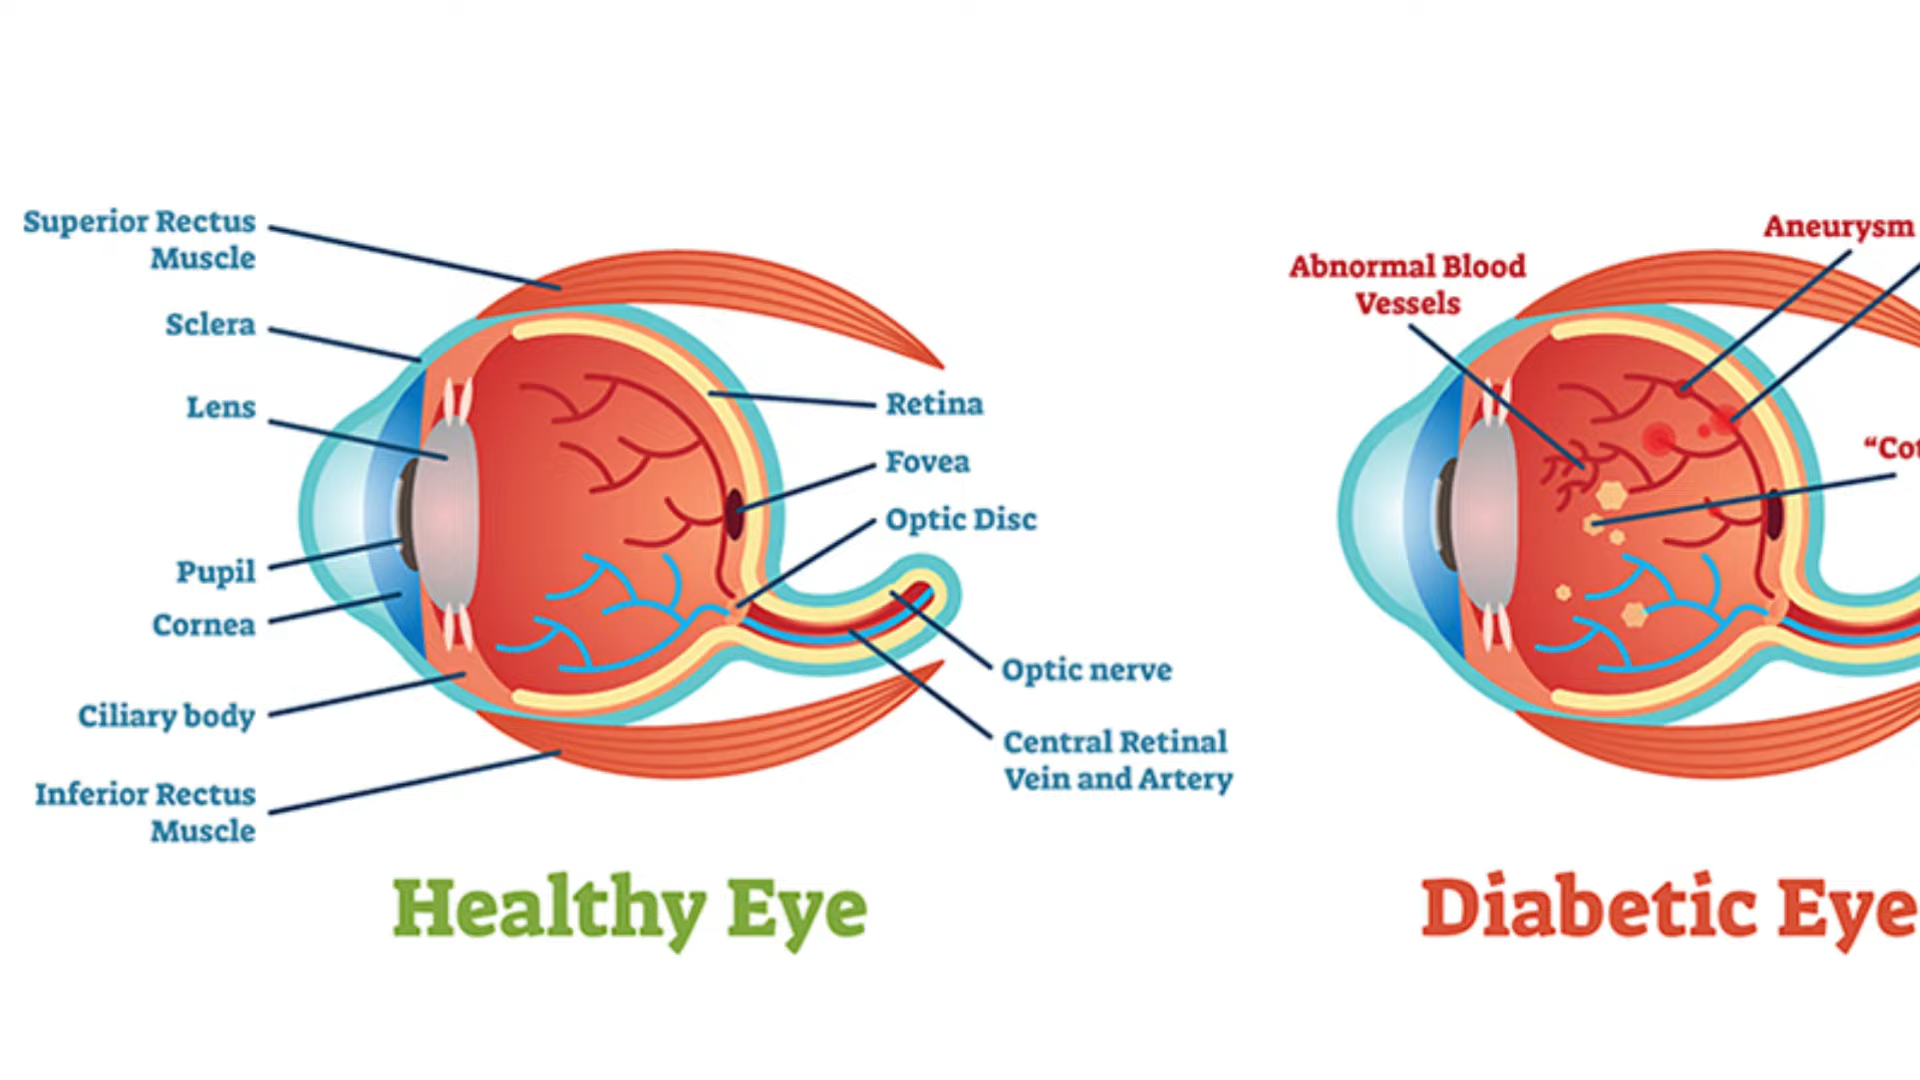 Superior Rectus
Muscle
Sclera
Lens
Pupil
Cornea
Ciliary body
Inferior Rectus
Muscle
Retina
Fovea
Optic Disc
Optic nerve
Central Retinal
Vein and Artery
Healthy Eye
Abnormal Blood
Vessels
Aneurysm
Diabetic Eye